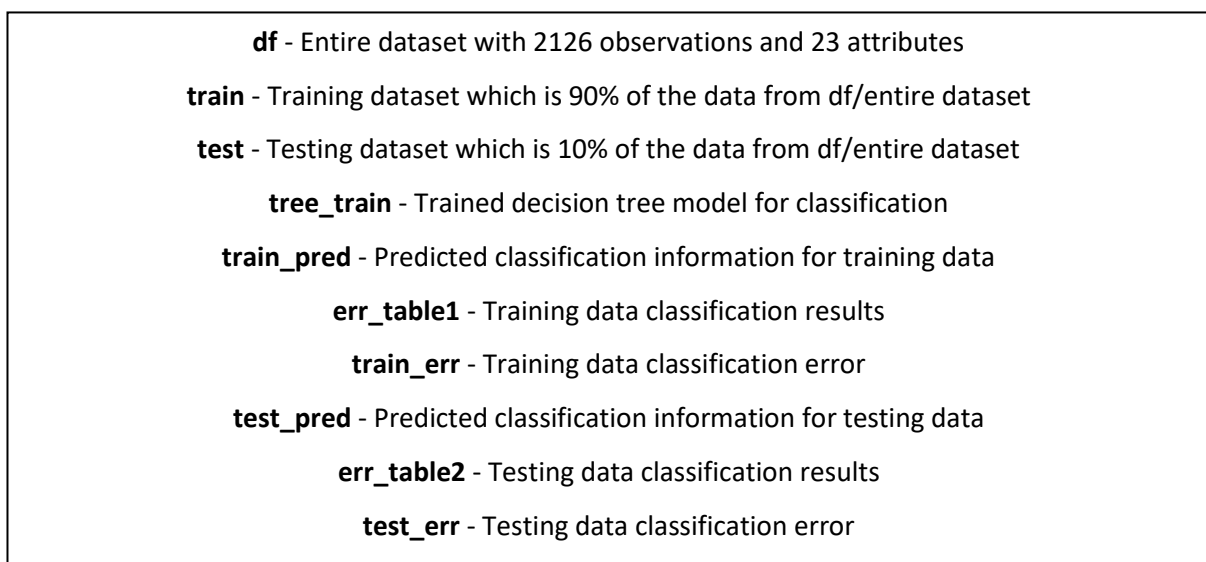 df - Entire dataset with 2126 observations and 23 attributes
train - Training dataset which is 90% of the data from df/entire dataset
test - Testing dataset which is 10% of the data from df/entire dataset
tree_train - Trained decision tree model for classification
train_pred - Predicted classification information for training data
err_table1 - Training data classification results
train_err - Training data classification error
test_pred - Predicted classification information for testing data
err_table2 - Testing data classification results
test_err - Testing data classification error